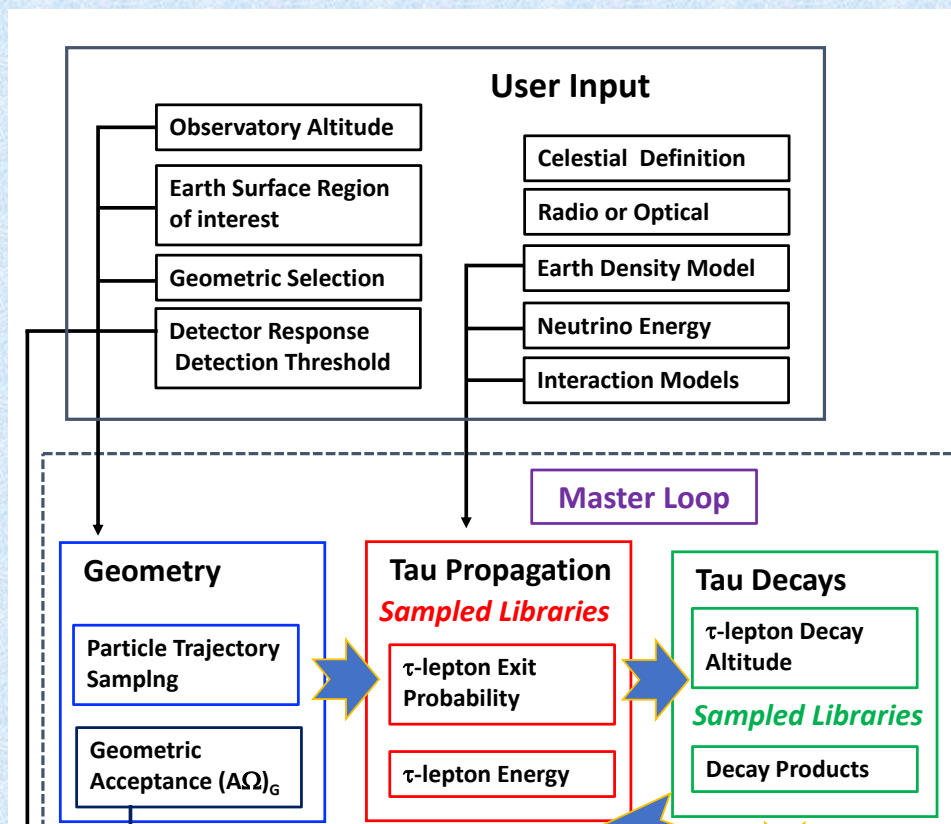 User Input
Observatory Altitude
Earth Surface Region
of interest
Geometric Selection
Detector Response
Detection Threshold
Celestial Definition
Radio or Optical
Earth Density Model
Neutrino Energy
Interaction Models
Master Loop
Geometry
Particle Trajectory
Samplng
Geometric
Acceptance (AΩ)G
Tau Propagation
Sampled Libraries
τ-lepton Exit
Probability
τ-lepton Energy
Tau Decays
τ-lepton Decay
Altitude
Sampled Libraries
Decay Products